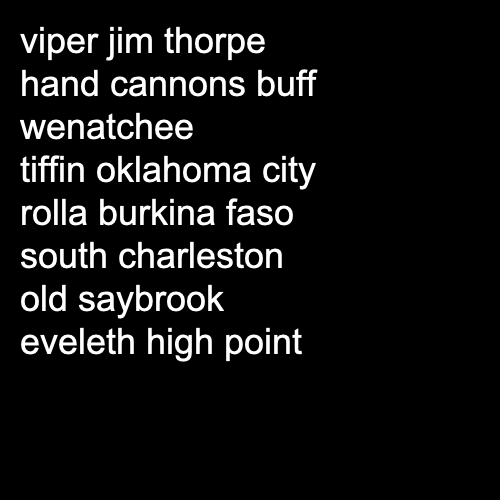 viper jim thorpe
hand cannons buff
wenatchee
tiffin oklahoma city
rolla burkina faso
south charleston
old saybrook
eveleth high point